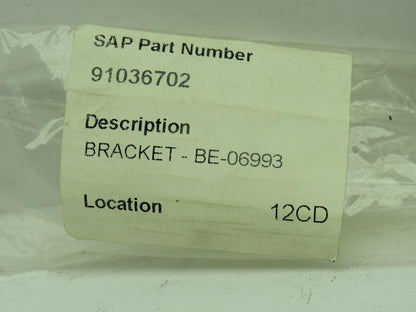 SAP Part Number
91036702
Description
BRACKET - BE-06993
Location 12CD